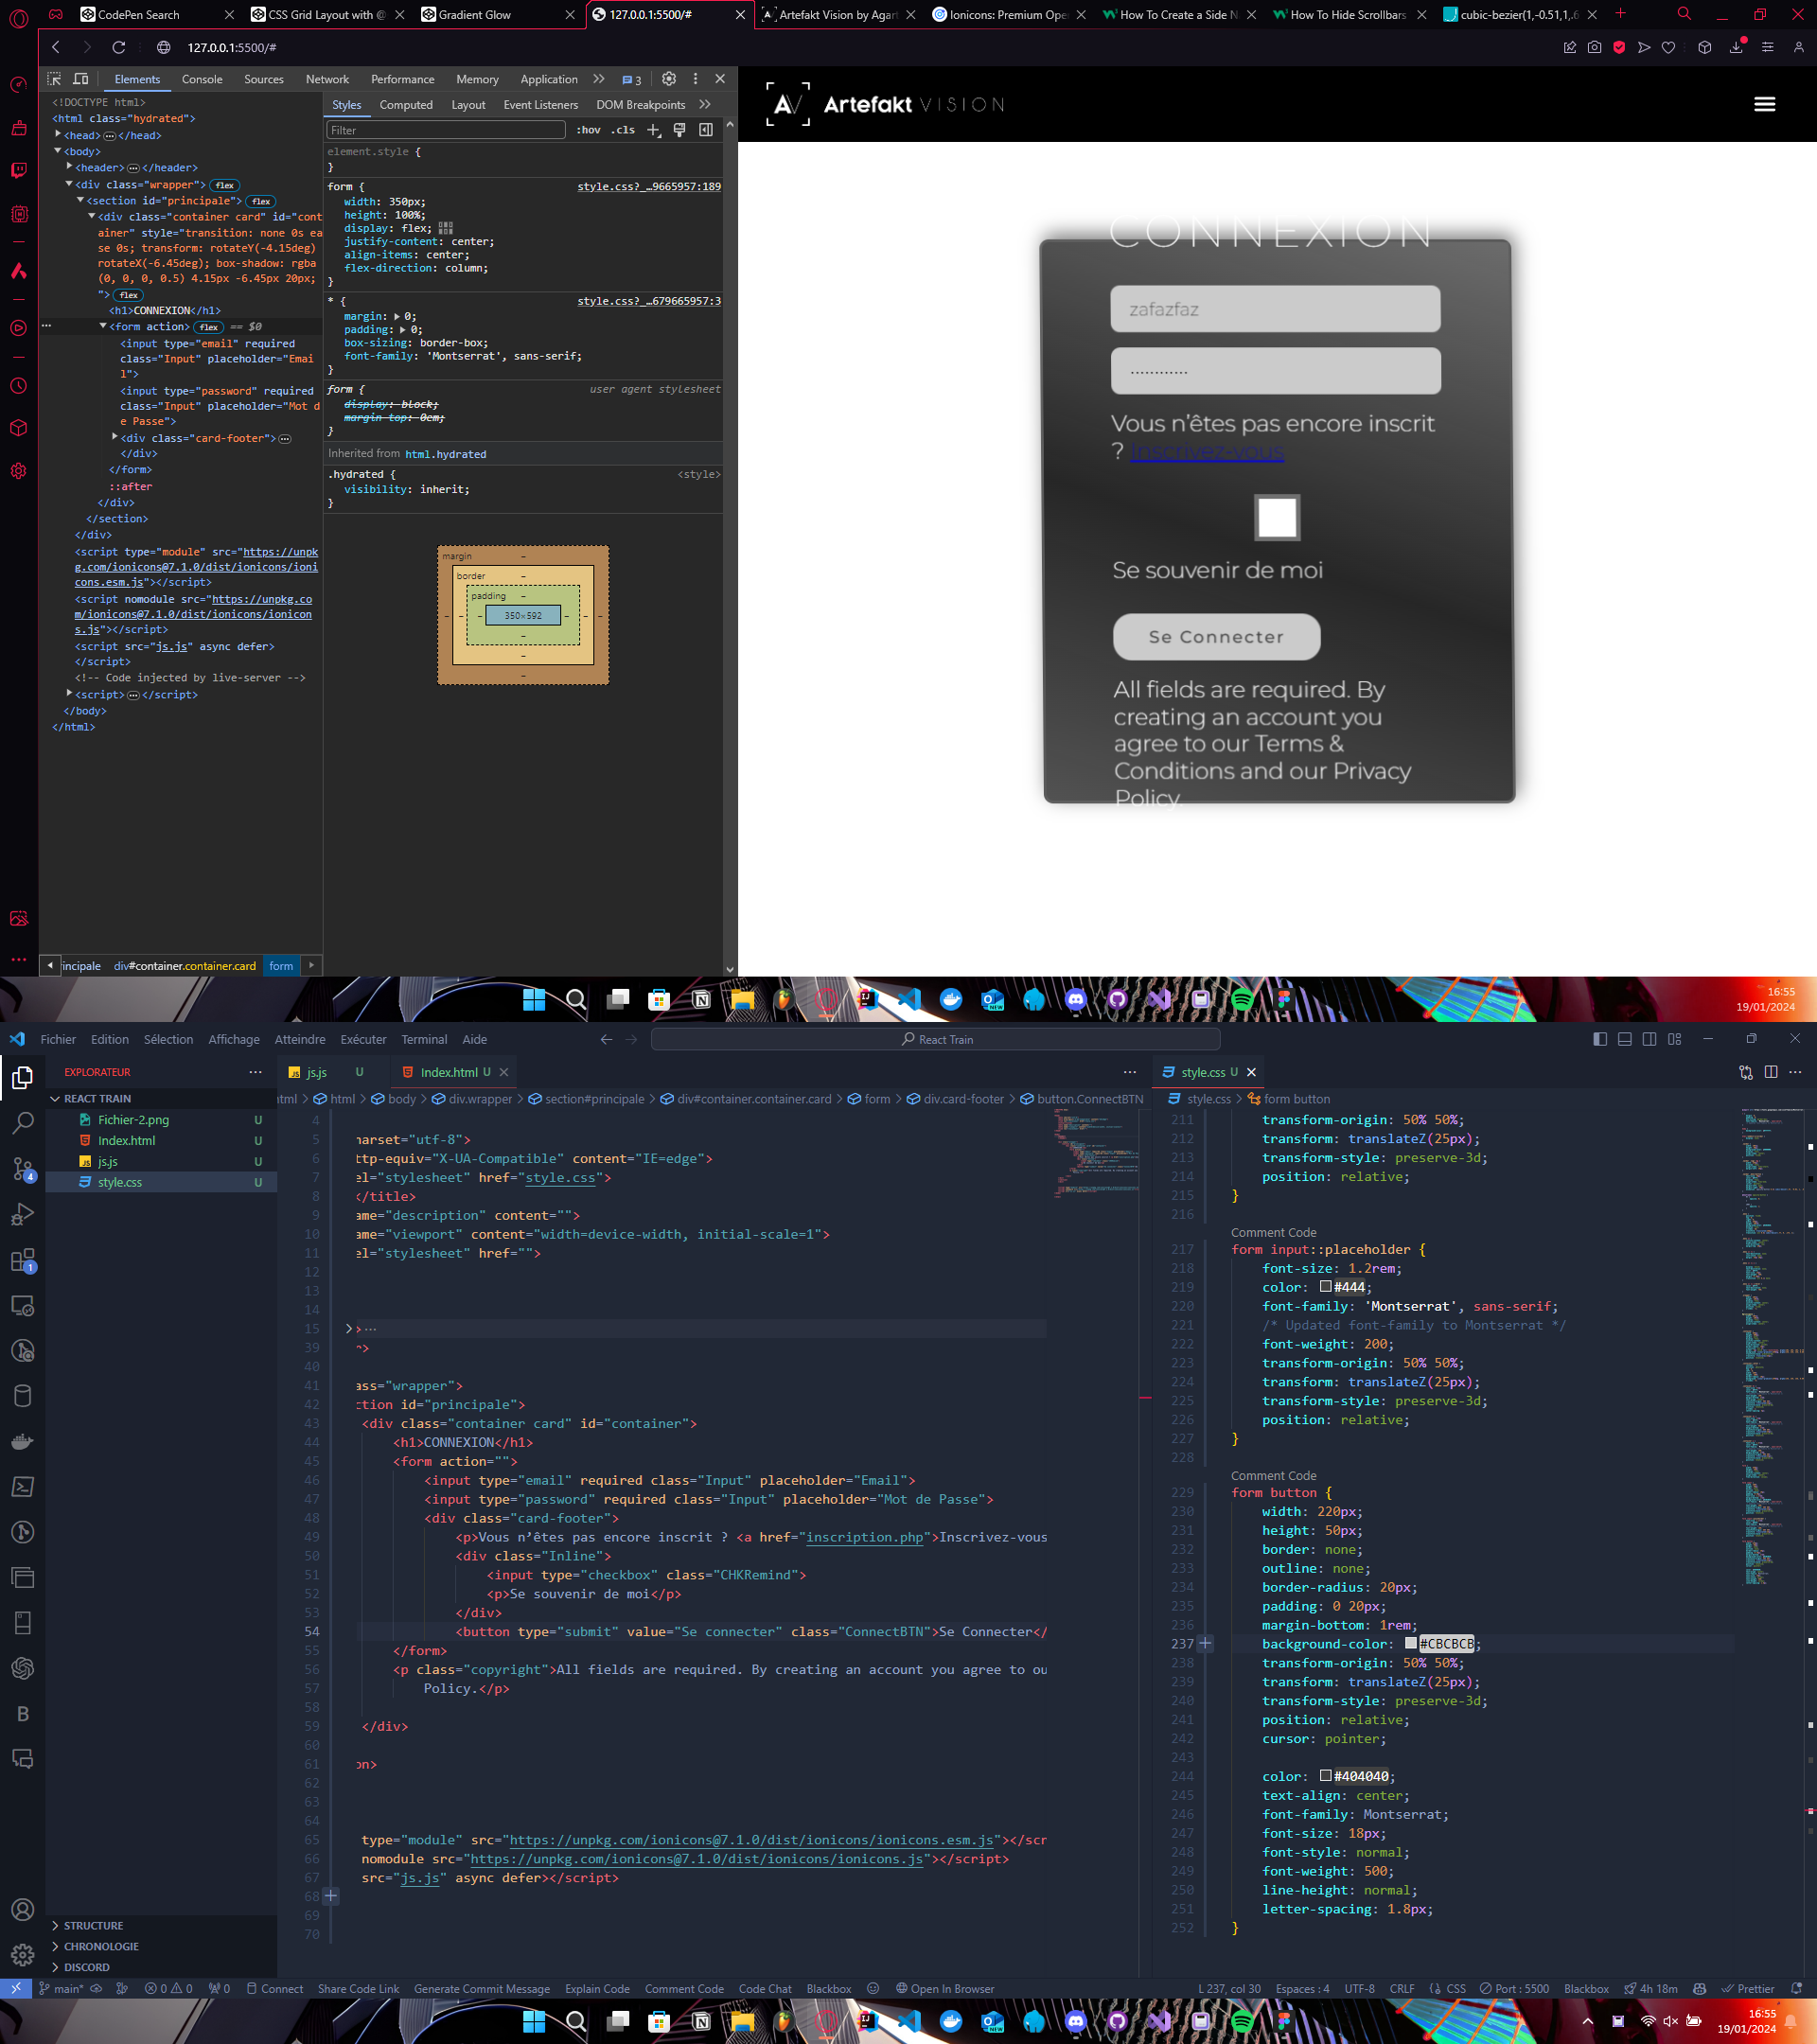 CodePen Search
CSS Grid Layout with @
Gradient Glow
127.0.0.1:5500/#
Artefakt Vision by Agar
Ionicons: Premium Ope
How To Create a Side N
How To Hide Scrollbars
cubic-bezier(1,-0.51,1,.6
127.0.0.1:5500/#
Elements Console Sources Network Performance Memory Application 3
<!DOCTYPE html>
<html class="hydrated">
<head> </head>
<body>
<header> </header>
<div class="wrapper"> flex
<section id="principale"> flex
<div class="container card" id="cont
ainer" style="transition: none 0s ea
se 0s; transform: rotateY(-4.15deg)
rotateX(-6.45deg); box-shadow: rgba
(0, 0, 0, 0.5) 4.15px -6.45px 20px;
"> flex
<h1>CONNEXION</h1>
<form action> flex == $0
<input type="email" required
class="Input" placeholder="Emai
l">
<input type="password" required
class="Input" placeholder="Mot d
e Passe">
<div class="card-footer">
</div>
</form>
::after
</div>
</section>
</div>
<script type="module" src="https://unpk
g.com/ionicons@7.1.0/dist/ionicons/ioni
cons.esm.js"></script>
<script nomodule src="https://unpkg.co
m/ionicons@7.1.0/dist/ionicons/ionicon
s.js"></script>
<script src="js.js" async defer>
</script>
<!-- Code injected by live-server -->
<script> </script>
</body>
</html>
rincipale div#container.container.card form
Styles Computed Layout Event Listeners DOM Breakpoints
Filter :hov .cls
element.style {
}
form { style.css?_…9665957:189
width: 350px;
height: 100%;
display: flex;
justify-content: center;
align-items: center;
flex-direction: column;
}
* { style.css?_…679665957:3
margin: 0;
padding: 0;
box-sizing: border-box;
font-family: 'Montserrat', sans-serif;
}
form { user agent stylesheet
display: block;
margin-top: 0em;
}
Inherited from html.hydrated
.hydrated { <style>
visibility: inherit;
}
margin –
border –
padding –
– – – 350×592 – – –
–
–
–
AV Artefakt VISION
CONNEXION
zafazfaz
Vous n’êtes pas encore inscrit
? Inscrivez-vous
Se souvenir de moi
Se Connecter
All fields are required. By
creating an account you
agree to our Terms &
Conditions and our Privacy
Policy.
16:55
19/01/2024
Fichier Edition Sélection Affichage Atteindre Exécuter Terminal Aide
React Train
EXPLORATEUR
REACT TRAIN
Fichier-2.png U
Index.html U
js.js U
style.css U
STRUCTURE
CHRONOLOGIE
DISCORD
4
1
B
js.js U
Index.html U
html > html > body > div.wrapper > section#principale > div#container.container.card > form > div.card-footer > button.ConnectBTN
4
5 harset="utf-8">
6 ttp-equiv="X-UA-Compatible" content="IE=edge">
7 el="stylesheet" href="style.css">
8 </title>
9 ame="description" content="">
10 ame="viewport" content="width=device-width, initial-scale=1">
11 el="stylesheet" href="">
12
13
14
15 > ···
39 r>
40
41 ass="wrapper">
42 ction id="principale">
43 <div class="container card" id="container">
44 <h1>CONNEXION</h1>
45 <form action="">
46 <input type="email" required class="Input" placeholder="Email">
47 <input type="password" required class="Input" placeholder="Mot de Passe">
48 <div class="card-footer">
49 <p>Vous n’êtes pas encore inscrit ? <a href="inscription.php">Inscrivez-vous
50 <div class="Inline">
51 <input type="checkbox" class="CHKRemind">
52 <p>Se souvenir de moi</p>
53 </div>
54 <button type="submit" value="Se connecter" class="ConnectBTN">Se Connecter</
55 </form>
56 <p class="copyright">All fields are required. By creating an account you agree to ou
57 Policy.</p>
58
59 </div>
60
61 on>
62
63
64
65 type="module" src="https://unpkg.com/ionicons@7.1.0/dist/ionicons/ionicons.esm.js"></scr
66 nomodule src="https://unpkg.com/ionicons@7.1.0/dist/ionicons/ionicons.js"></script>
67 src="js.js" async defer></script>
68
69
70
style.css U
style.css > form button
211 transform-origin: 50% 50%;
212 transform: translateZ(25px);
213 transform-style: preserve-3d;
214 position: relative;
215 }
216
Comment Code
217 form input::placeholder {
218 font-size: 1.2rem;
219 color: #444;
220 font-family: 'Montserrat', sans-serif;
221 /* Updated font-family to Montserrat */
222 font-weight: 200;
223 transform-origin: 50% 50%;
224 transform: translateZ(25px);
225 transform-style: preserve-3d;
226 position: relative;
227 }
228
Comment Code
229 form button {
230 width: 220px;
231 height: 50px;
232 border: none;
233 outline: none;
234 border-radius: 20px;
235 padding: 0 20px;
236 margin-bottom: 1rem;
237 background-color: #CBCBCB;
238 transform-origin: 50% 50%;
239 transform: translateZ(25px);
240 transform-style: preserve-3d;
241 position: relative;
242 cursor: pointer;
243
244 color: #404040;
245 text-align: center;
246 font-family: Montserrat;
247 font-size: 18px;
248 font-style: normal;
249 font-weight: 500;
250 line-height: normal;
251 letter-spacing: 1.8px;
252 }
main* 0 0 0 Connect Share Code Link Generate Commit Message Explain Code Comment Code Code Chat Blackbox Open In Browser L 237, col 30 Espaces : 4 UTF-8 CRLF CSS Port : 5500 Blackbox 4h 18m Prettier
16:55
19/01/2024